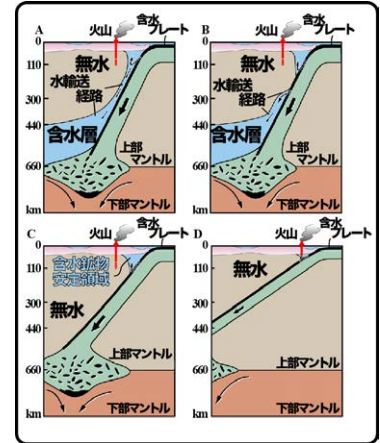 A
火山
含水
プレート
0
110
300
440
660
km
無水
水輸送
経路
含水層
上部
マントル
下部マントル
B
火山
含水
プレート
0
110
300
440
660
km
無水
水輸送
経路
含水層
上部
マントル
下部マントル
C
火山
含水
プレート
0
110
300
440
660
km
含水鉱物
安定領域
無水
上部マントル
下部マントル
D
火山
含水
プレート
0
110
300
440
660
km
無水
上部マントル
下部マントル